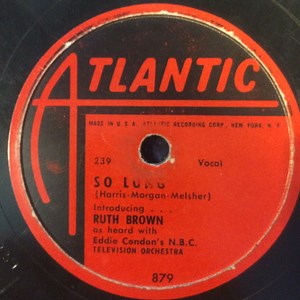 ATLANTIC
MADE IN U.S.A. ATLANTIC RECORDING CORP., NEW YORK, N. Y.
239 Vocal
SO LONG
(Harris-Morgan-Melsher)
Introducing . . .
RUTH BROWN
as heard with
Eddie Condon's N.B.C.
TELEVISION ORCHESTRA
879